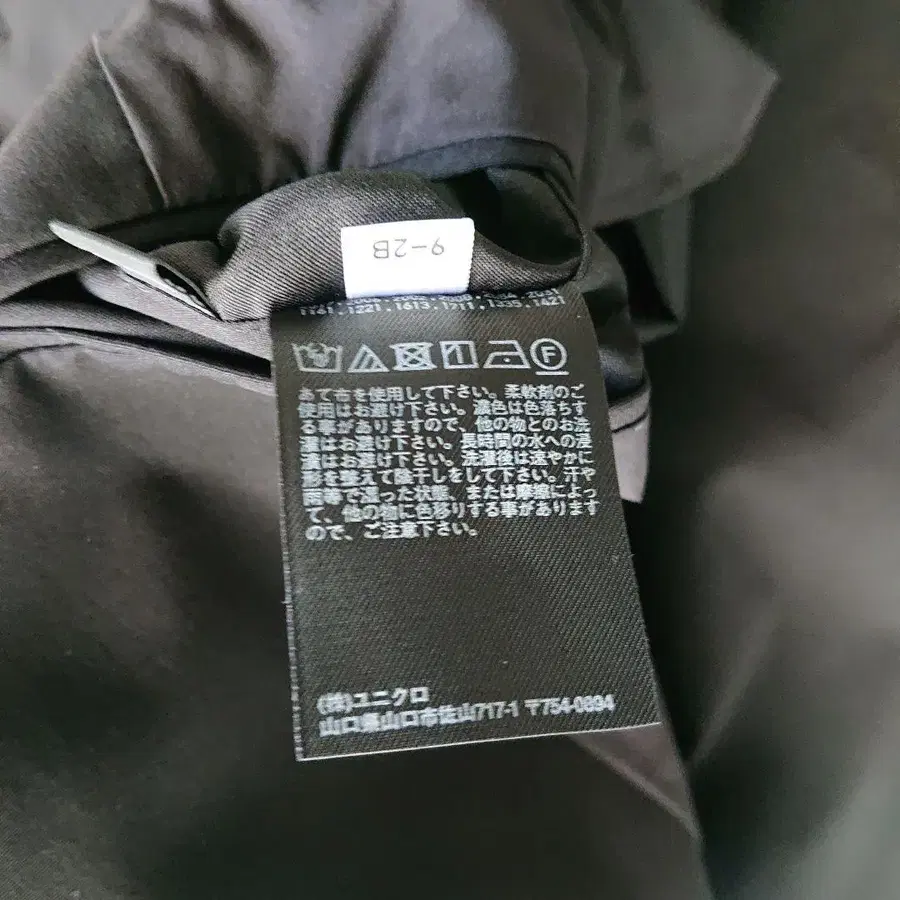 9-2B
1141.1221.1613.1711.1835.1421
F
あて布を使用して下さい。柔軟剤のご
使用はお避け下さい。濃色は色落ちす
る事がありますので、他の物とのお洗
濯はお避け下さい。長時間の水への浸
漬はお避け下さい。洗濯後は速やかに
形を整えて陰干しをして下さい。汗や
雨等で湿った状態、または摩擦によっ
て、他の物に色移りする事があります
ので、ご注意下さい。
(株)ユニクロ
山口県山口市佐山717-1 〒754-0894